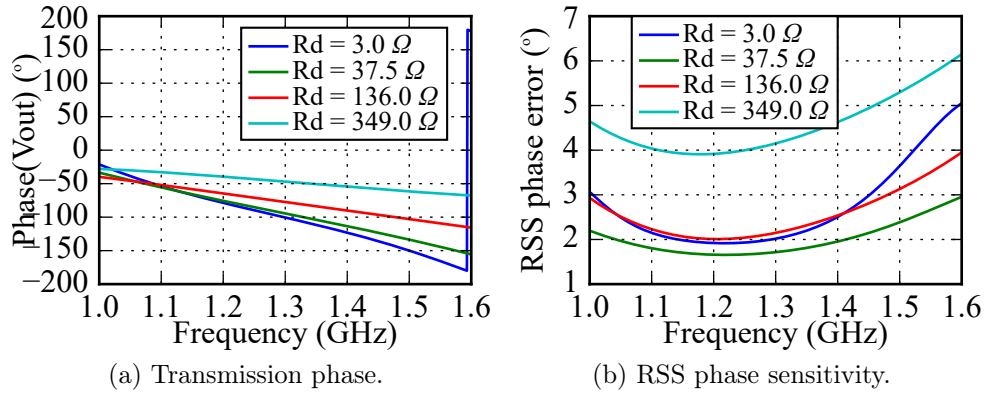 200
150
100
50
0
−50
−100
−150
−200
|Phase(Vout) (°)
Rd = 3.0 Ω
Rd = 37.5 Ω
Rd = 136.0 Ω
Rd = 349.0 Ω
1.0 1.1 1.2 1.3 1.4 1.5 1.6
Frequency (GHz)
(a) Transmission phase.
7
6
5
4
3
2
1
RSS phase error (°)
Rd = 3.0 Ω
Rd = 37.5 Ω
Rd = 136.0 Ω
Rd = 349.0 Ω
1.0 1.1 1.2 1.3 1.4 1.5 1.6
Frequency (GHz)
(b) RSS phase sensitivity.